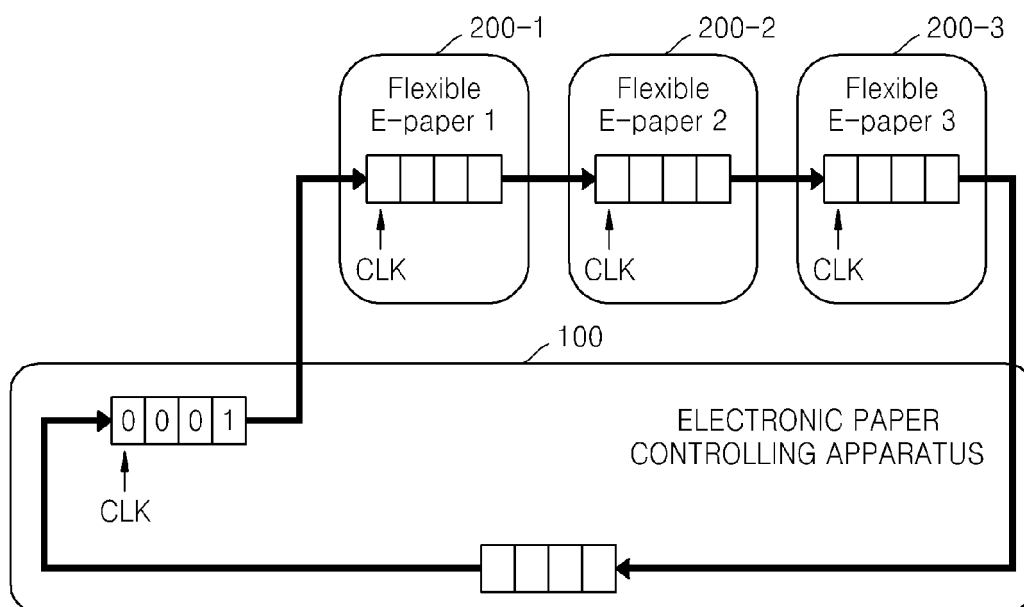 200-1
200-2
200-3
Flexible
E-paper 1
Flexible
E-paper 2
Flexible
E-paper 3
CLK
CLK
CLK
100
0 0 0 1
ELECTRONIC PAPER
CONTROLLING APPARATUS
CLK